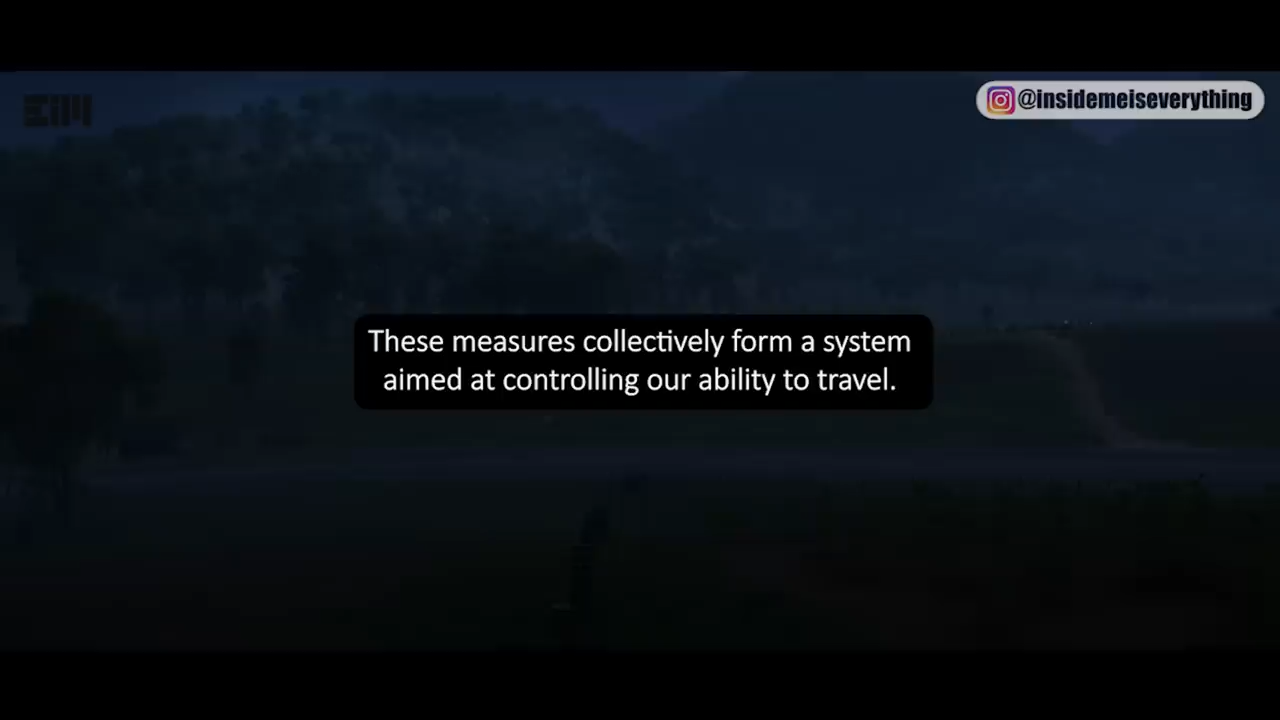 @insidemeiseverything
These measures collectively form a system
aimed at controlling our ability to travel.